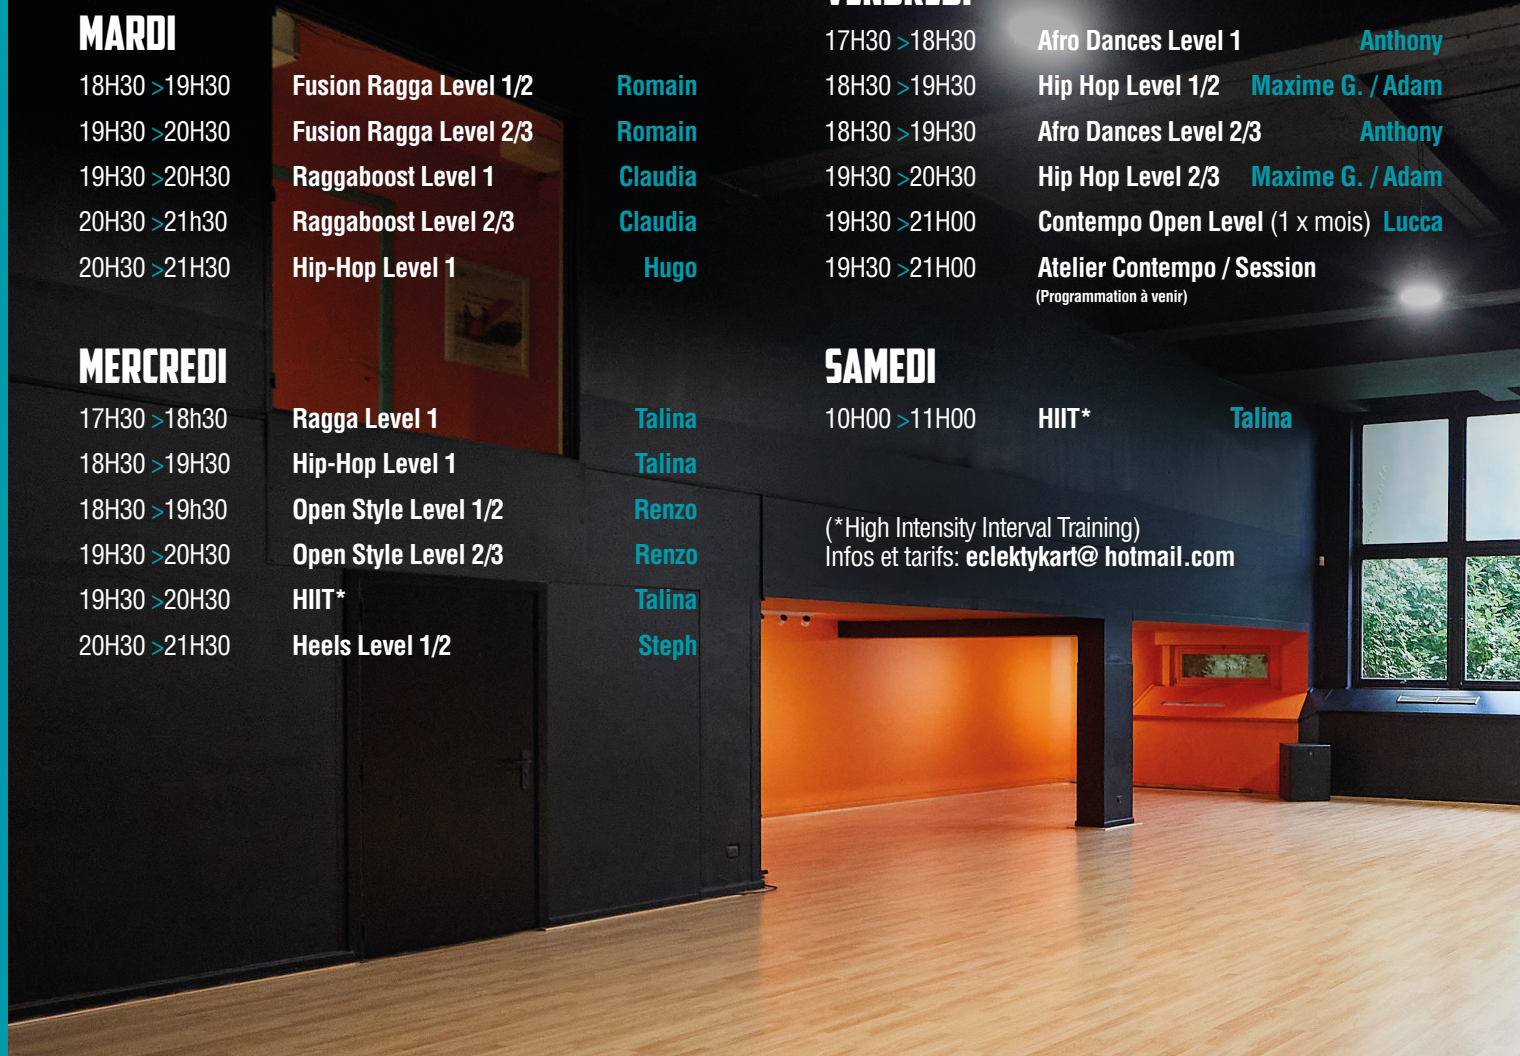 MARDI
18H30 >19H30 Fusion Ragga Level 1/2 Romain
19H30 >20H30 Fusion Ragga Level 2/3 Romain
19H30 >20H30 Raggaboost Level 1 Claudia
20H30 >21h30 Raggaboost Level 2/3 Claudia
20H30 >21H30 Hip-Hop Level 1 Hugo
MERCREDI
17H30 >18h30 Ragga Level 1 Talina
18H30 >19H30 Hip-Hop Level 1 Talina
18H30 >19h30 Open Style Level 1/2 Renzo
19H30 >20H30 Open Style Level 2/3 Renzo
19H30 >20H30 HIIT* Talina
20H30 >21H30 Heels Level 1/2 Steph
VENDREDI
17H30 >18H30 Afro Dances Level 1 Anthony
18H30 >19H30 Hip Hop Level 1/2 Maxime G. / Adam
18H30 >19H30 Afro Dances Level 2/3 Anthony
19H30 >20H30 Hip Hop Level 2/3 Maxime G. / Adam
19H30 >21H00 Contempo Open Level (1 x mois) Lucca
19H30 >21H00 Atelier Contempo / Session
(Programmation à venir)
SAMEDI
10H00 >11H00 HIIT* Talina
(*High Intensity Interval Training)
Infos et tarifs: eclektykart@ hotmail.com